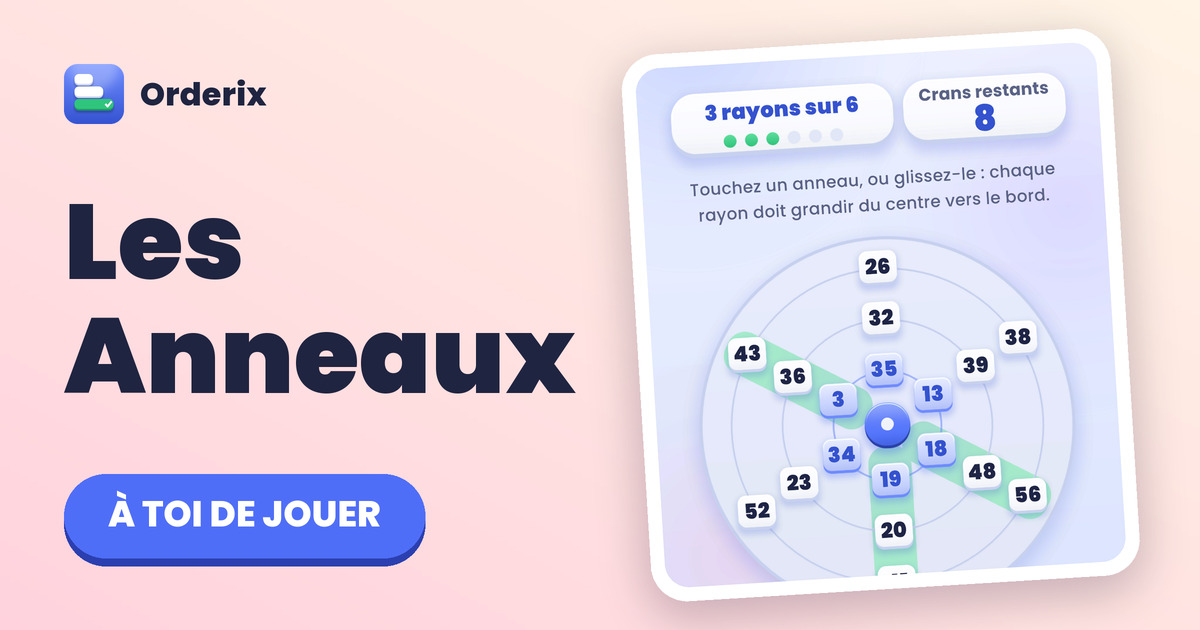 Orderix
Les
Anneaux
À TOI DE JOUER
3 rayons sur 6
Crans restants
8
Touchez un anneau, ou glissez-le : chaque
rayon doit grandir du centre vers le bord.
26
32
38
43
35
39
36
3
13
34
18
19
48
23
56
52
20